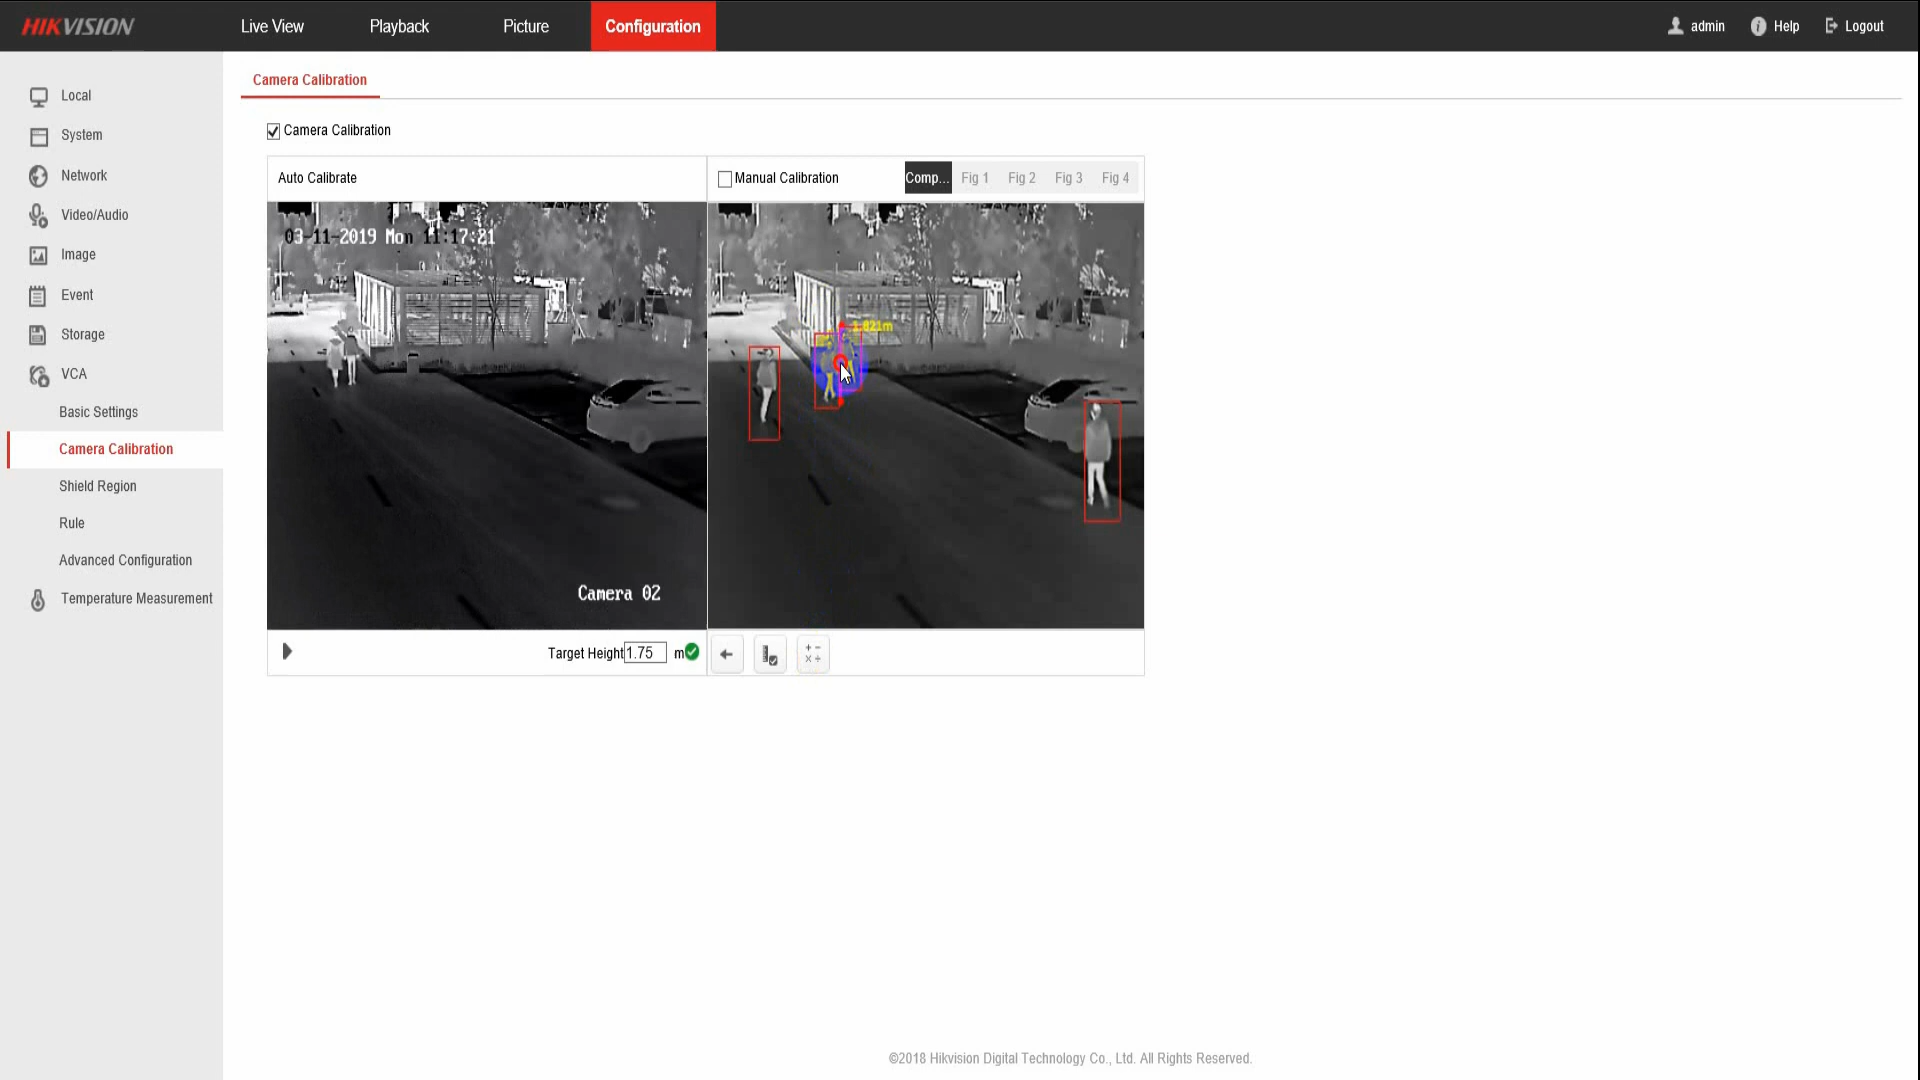 HIKVISION
Live View
Playback
Picture
Configuration
admin
Help
Logout
Local
System
Network
Video/Audio
Image
Event
Storage
VCA
Basic Settings
Camera Calibration
Shield Region
Rule
Advanced Configuration
Temperature Measurement
Camera Calibration
Camera Calibration
Auto Calibrate
03-11-2019 Mon 11:17:21
Camera 02
Target Height 1.75 m
Manual Calibration
Comp...
Fig 1
Fig 2
Fig 3
Fig 4
1.821m
©2018 Hikvision Digital Technology Co., Ltd. All Rights Reserved.